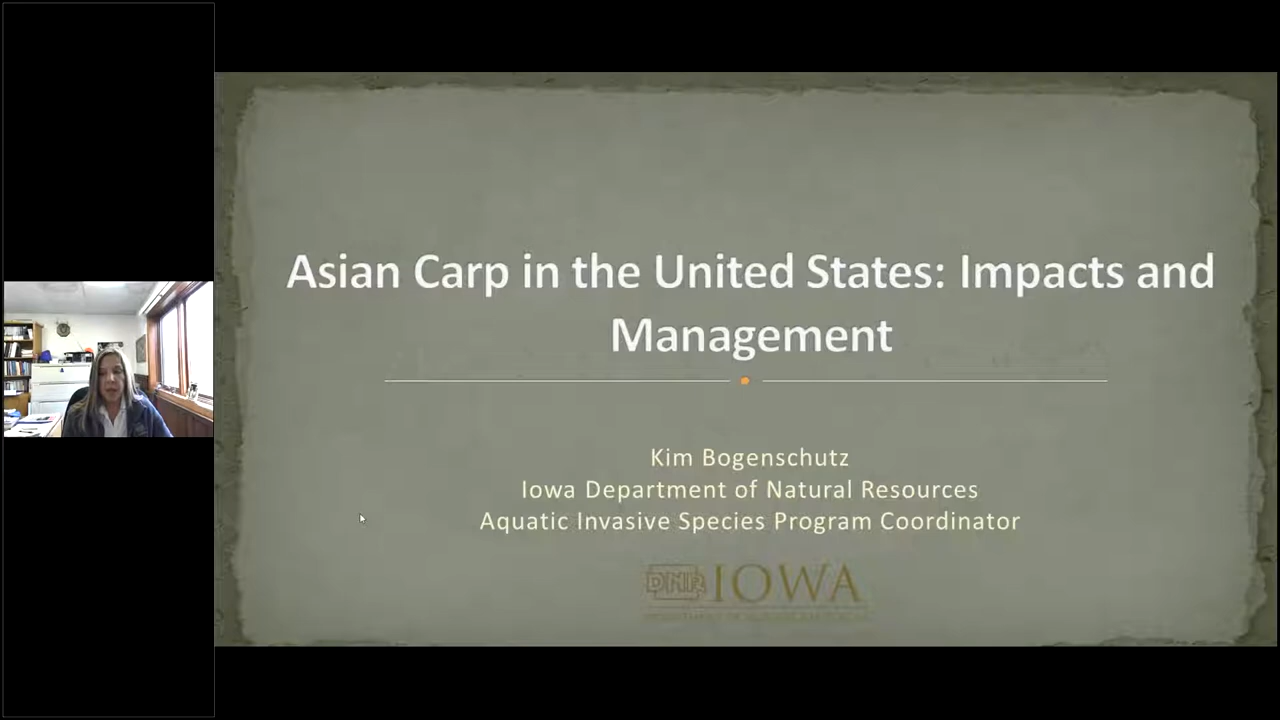 Asian Carp in the United States: Impacts and
Management
Kim Bogenschutz
Iowa Department of Natural Resources
Aquatic Invasive Species Program Coordinator
DNR IOWA